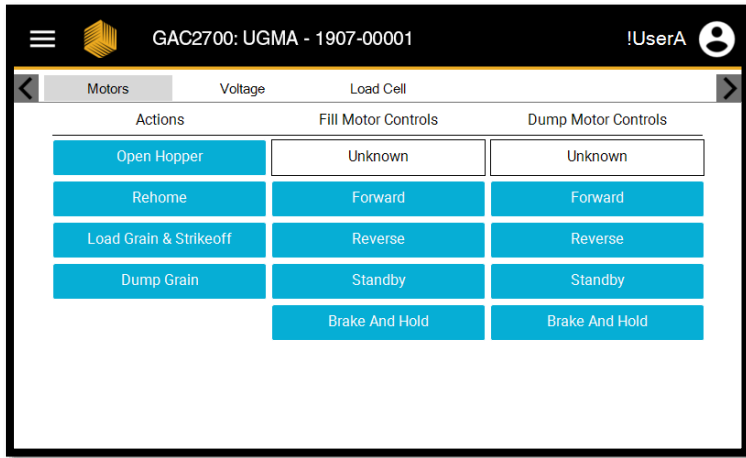 GAC2700: UGMA - 1907-00001 !UserA
Motors Voltage Load Cell
Actions Fill Motor Controls Dump Motor Controls
Open Hopper Unknown Unknown
Rehome Forward Forward
Load Grain & Strikeoff Reverse Reverse
Dump Grain Standby Standby
Brake And Hold Brake And Hold